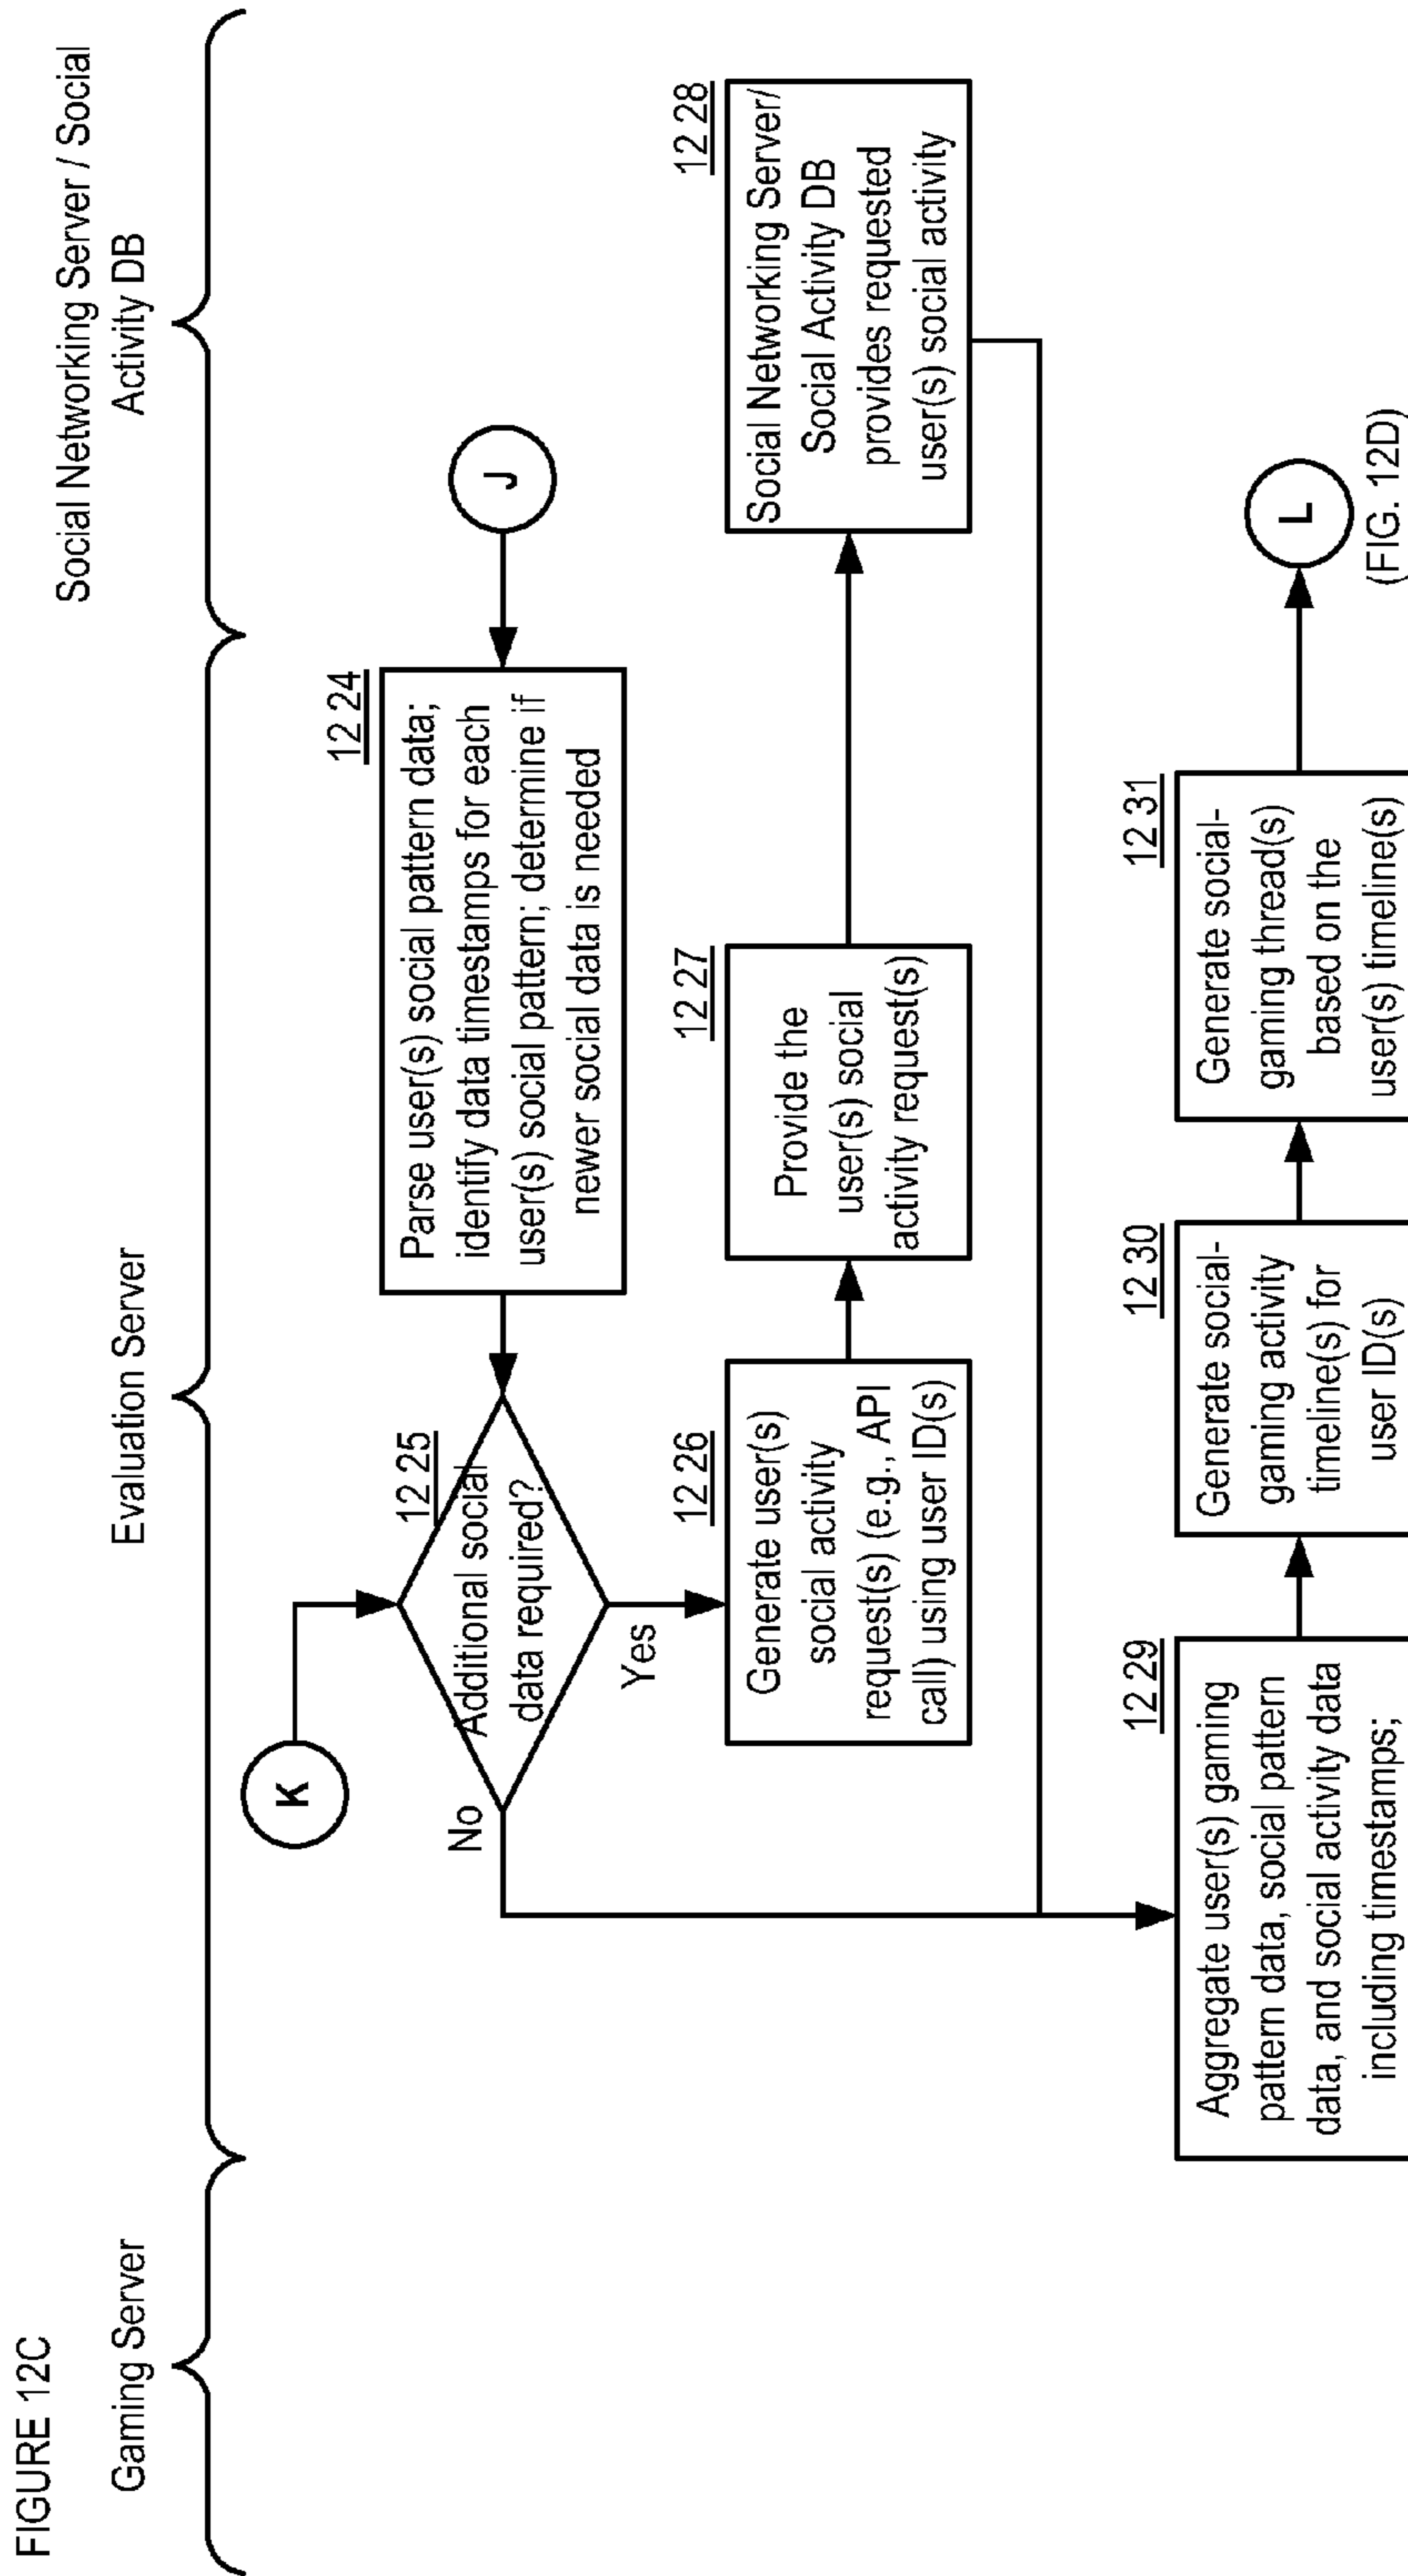 FIGURE 12C
Gaming Server
Evaluation Server
Social Networking Server / Social
Activity DB
K
J
12 24
Parse user(s) social pattern data;
identify data timestamps for each
user(s) social pattern; determine if
newer social data is needed
12 25
Additional social
data required?
No
Yes
12 26
Generate user(s)
social activity
request(s) (e.g., API
call) using user ID(s)
12 27
Provide the
user(s) social
activity request(s)
12 28
Social Networking Server/
Social Activity DB
provides requested
user(s) social activity
12 29
Aggregate user(s) gaming
pattern data, social pattern
data, and social activity data
including timestamps;
12 30
Generate social-
gaming activity
timeline(s) for
user ID(s)
12 31
Generate social-
gaming thread(s)
based on the
user(s) timeline(s)
L
(FIG. 12D)